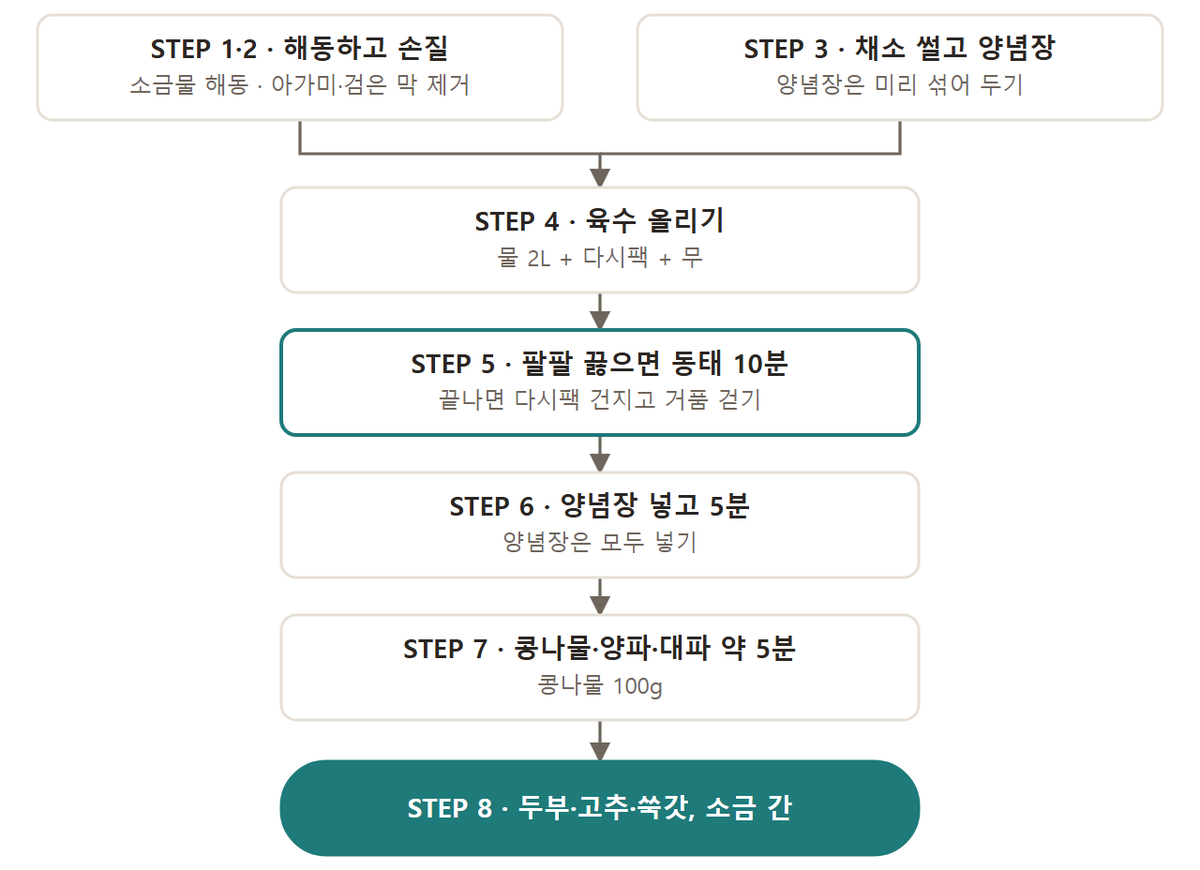 STEP 1·2 · 해동하고 손질
소금물 해동 · 아가미·검은 막 제거
STEP 3 · 채소 썰고 양념장
양념장은 미리 섞어 두기
STEP 4 · 육수 올리기
물 2L + 다시팩 + 무
STEP 5 · 팔팔 끓으면 동태 10분
끝나면 다시팩 건지고 거품 걷기
STEP 6 · 양념장 넣고 5분
양념장은 모두 넣기
STEP 7 · 콩나물·양파·대파 약 5분
콩나물 100g
STEP 8 · 두부·고추·쑥갓, 소금 간